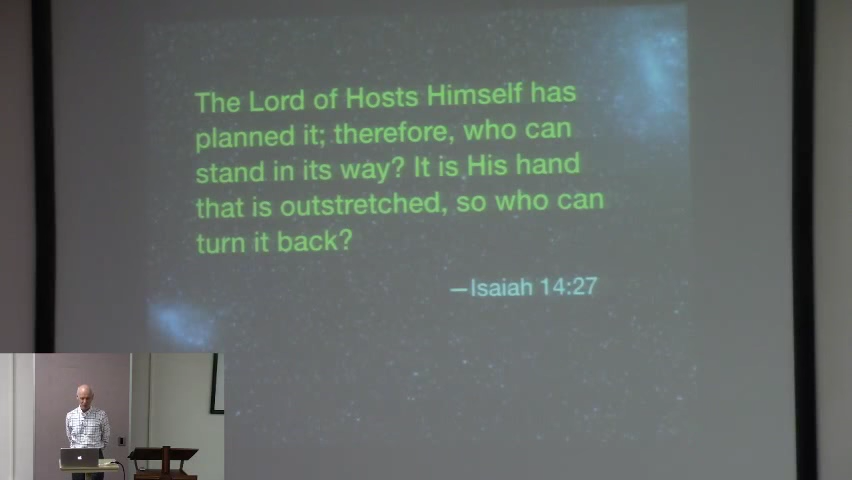 The Lord of Hosts Himself has
planned it; therefore, who can
stand in its way? It is His hand
that is outstretched, so who can
turn it back?
—Isaiah 14:27